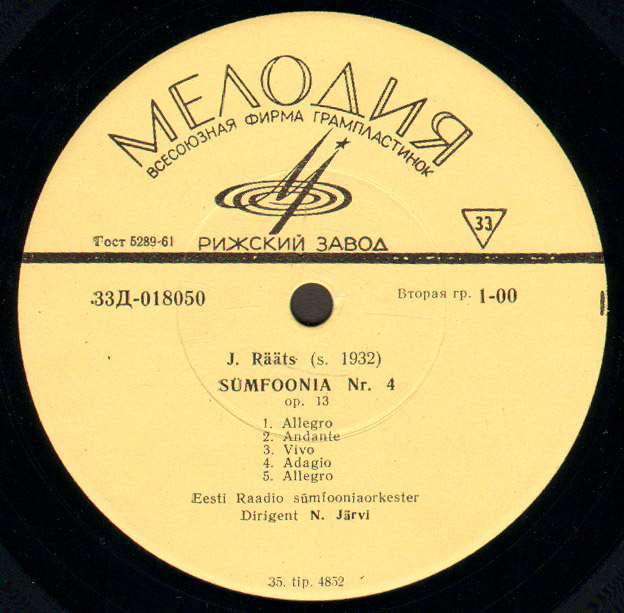 МЕЛОДИЯ
ВСЕСОЮЗНАЯ ФИРМА ГРАМПЛАСТИНОК
Гост 5289-61
РИЖСКИЙ ЗАВОД
33
33Д-018050
Вторая гр. 1-00
J. Rääts (s. 1932)
SÜMFOONIA Nr. 4
op. 13
1. Allegro
2. Andante
3. Vivo
4. Adagio
5. Allegro
Eesti Raadio sümfooniaorkester
Dirigent N. Järvi
35. tip. 4852